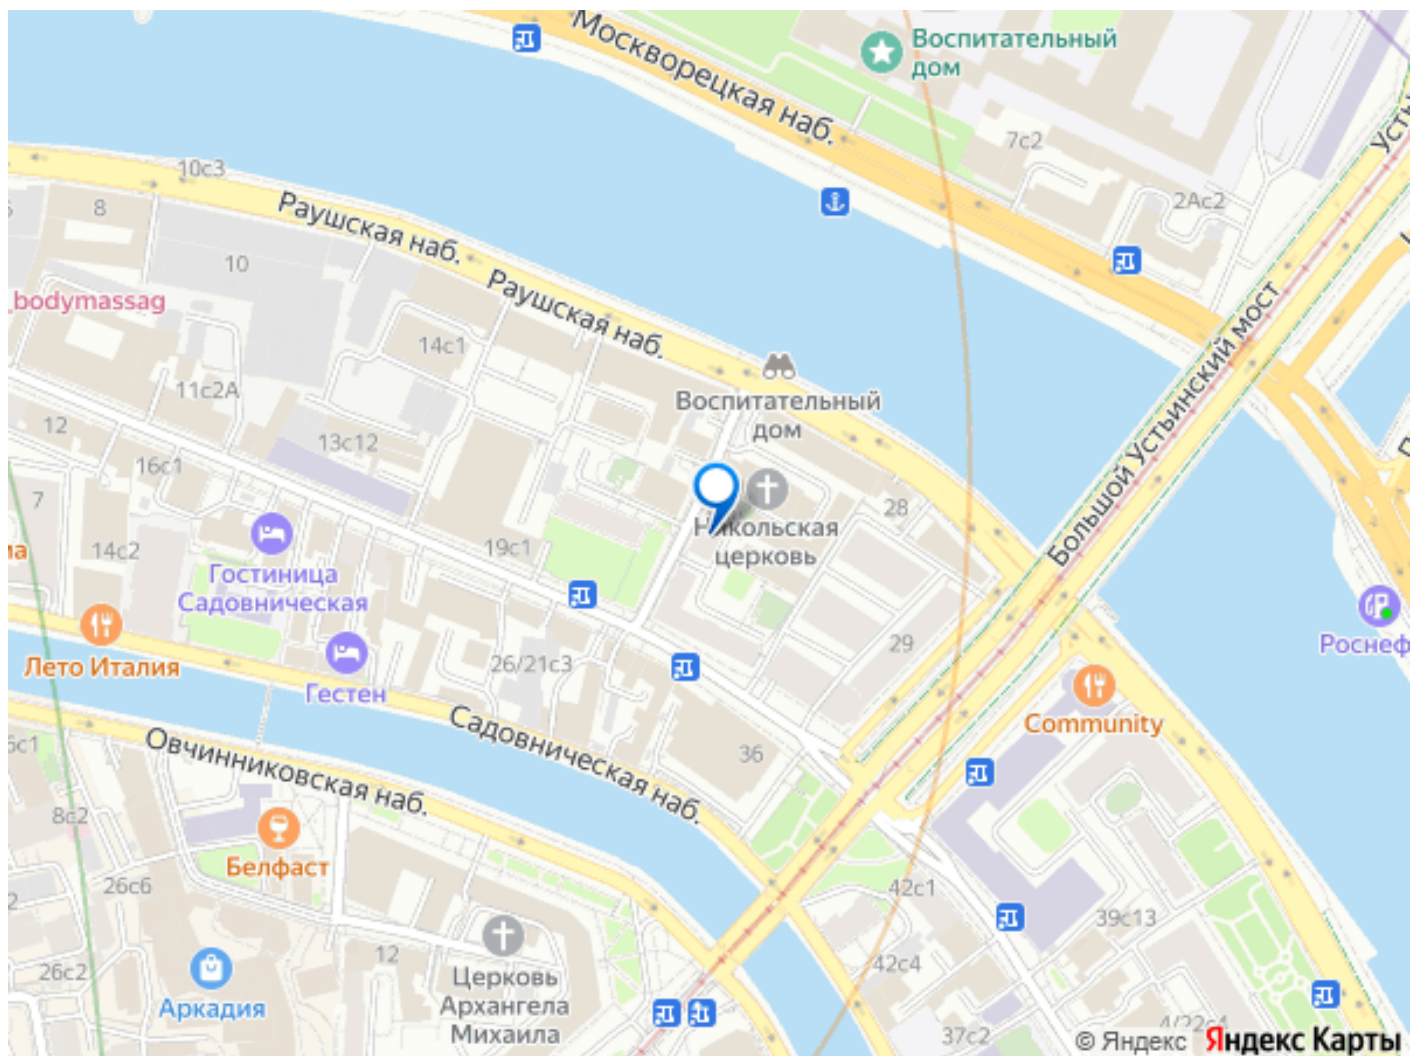 Москворецкая наб.
Воспитательный
дом
7с2
2Ас2
10с3
8
Раушская наб.
10
Раушская наб.
Большой Устьинский мост
_bodymassag
14с1
11с2А
12
13с12
16с1
Воспитательный
дом
7
28
Никольская
церковь
14с2
19с1
Гостиница
Садовническая
Лето Италия
Гестен
26/21с3
29
Роснеф
Community
Садовническая наб.
Овчинниковская наб.
36
8с2
Белфаст
26с6
42с1
39с13
12
42с4
26с2
Аркадия
Церковь
Архангела
Михаила
37с2
4/22с4
© Яндекс Яндекс Карты